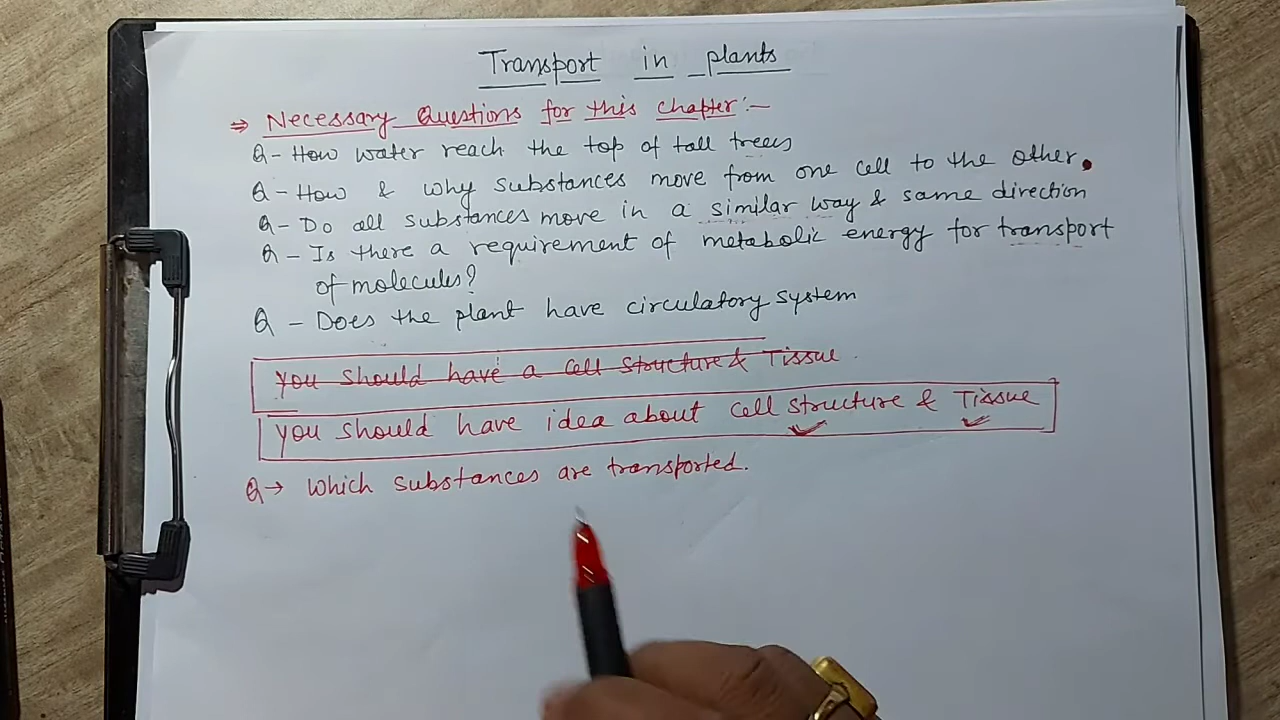 Transport in plants
⇒ Necessary Questions for this chapter:-
Q- How water reach the top of tall trees
Q - How & why substances move from one cell to the other.
Q - Do all substances move in a similar way & same direction
Q - Is there a requirement of metabolic energy for transport
of molecules?
Q - Does the plant have circulatory system
You should have a cell structure & Tissue
You should have idea about cell structure & Tissue
Q → which substances are transported.